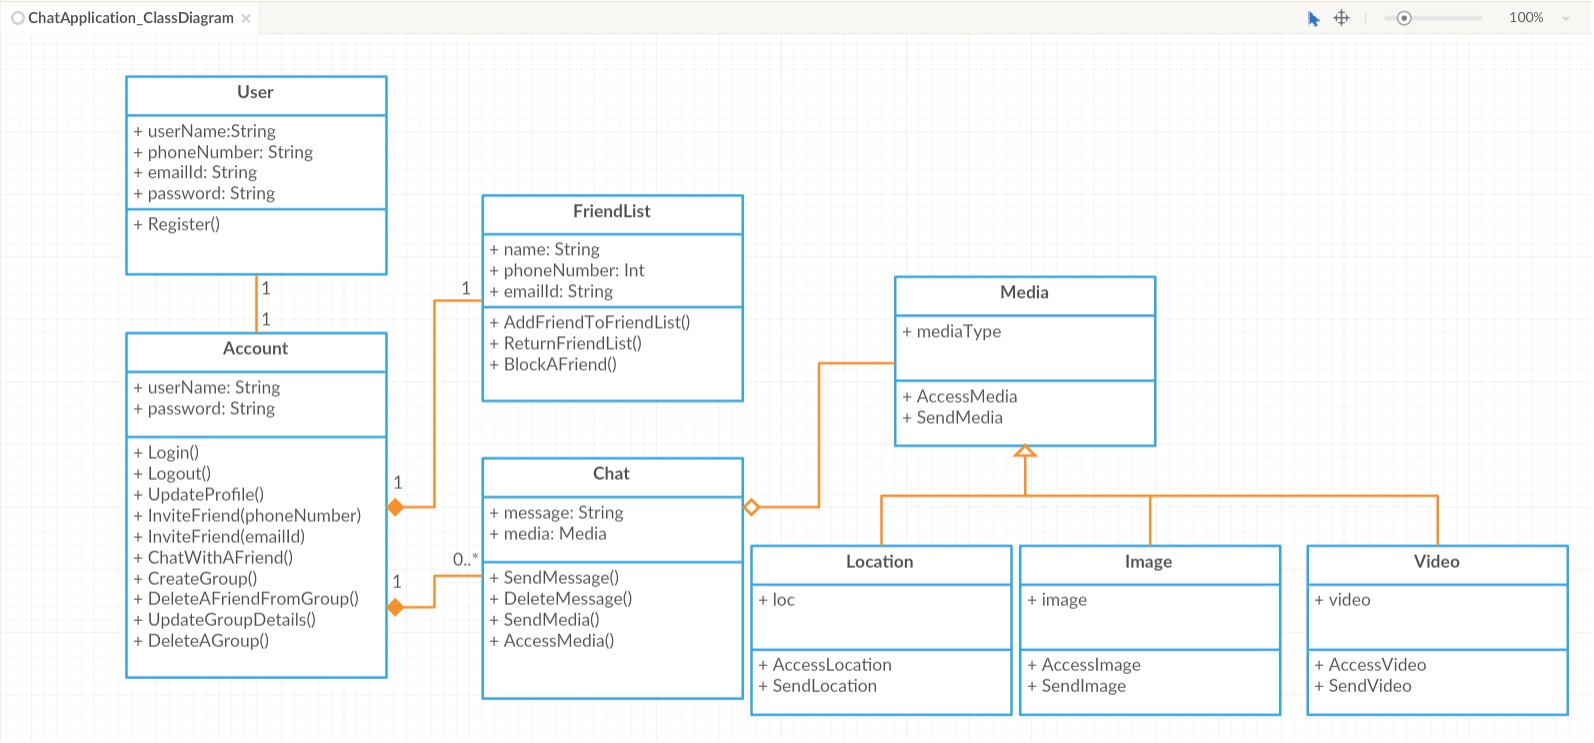 ChatApplication_ClassDiagram
100%
User
+ userName:String
+ phoneNumber: String
+ emailId: String
+ password: String
+ Register()
1
1
Account
+ userName: String
+ password: String
+ Login()
+ Logout()
+ UpdateProfile()
+ InviteFriend(phoneNumber)
+ InviteFriend(emailId)
+ ChatWithAFriend()
+ CreateGroup()
+ DeleteAFriendFromGroup()
+ UpdateGroupDetails()
+ DeleteAGroup()
1
1
1
0..*
FriendList
+ name: String
+ phoneNumber: Int
+ emailId: String
+ AddFriendToFriendList()
+ ReturnFriendList()
+ BlockAFriend()
Chat
+ message: String
+ media: Media
+ SendMessage()
+ DeleteMessage()
+ SendMedia()
+ AccessMedia()
Media
+ mediaType
+ AccessMedia
+ SendMedia
Location
+ loc
+ AccessLocation
+ SendLocation
Image
+ image
+ AccessImage
+ SendImage
Video
+ video
+ AccessVideo
+ SendVideo